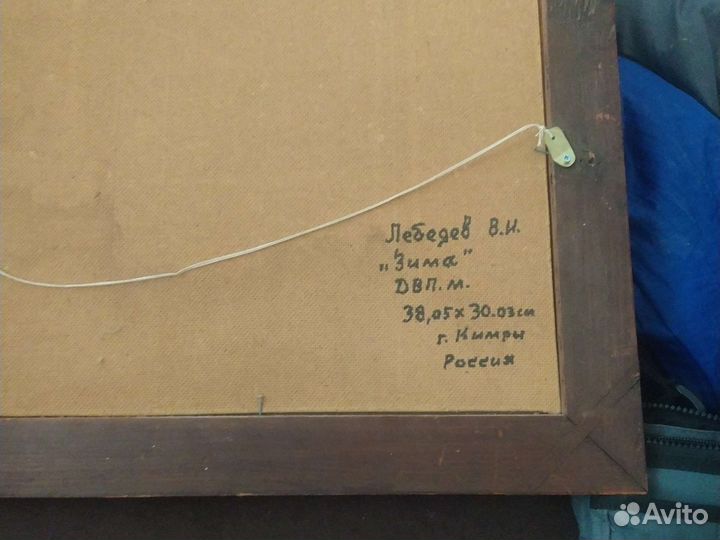 Лебедев В.И.
„Зима"
ДВП. м.
38,05 х 30.03 см
г. Кимры
Россия
Avito